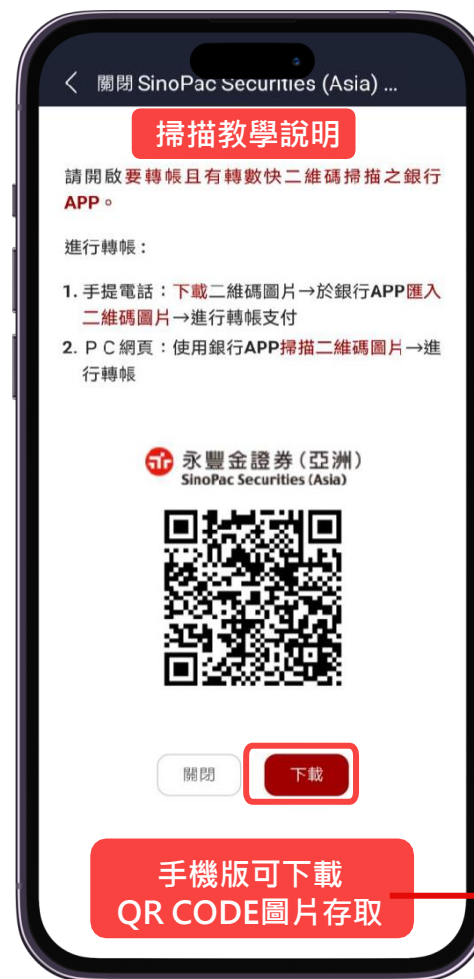 關閉 SinoPac Securities (Asia) ...
掃描教學說明
請開啟要轉帳且有轉數快二維碼掃描之銀行
APP。
進行轉帳：
1. 手提電話：下載二維碼圖片→於銀行APP匯入
二維碼圖片→進行轉帳支付
2. ＰＣ網頁：使用銀行APP掃描二維碼圖片→進
行轉帳
永豐金證券（亞洲）
SinoPac Securities (Asia)
關閉
下載
手機版可下載
QR CODE圖片存取